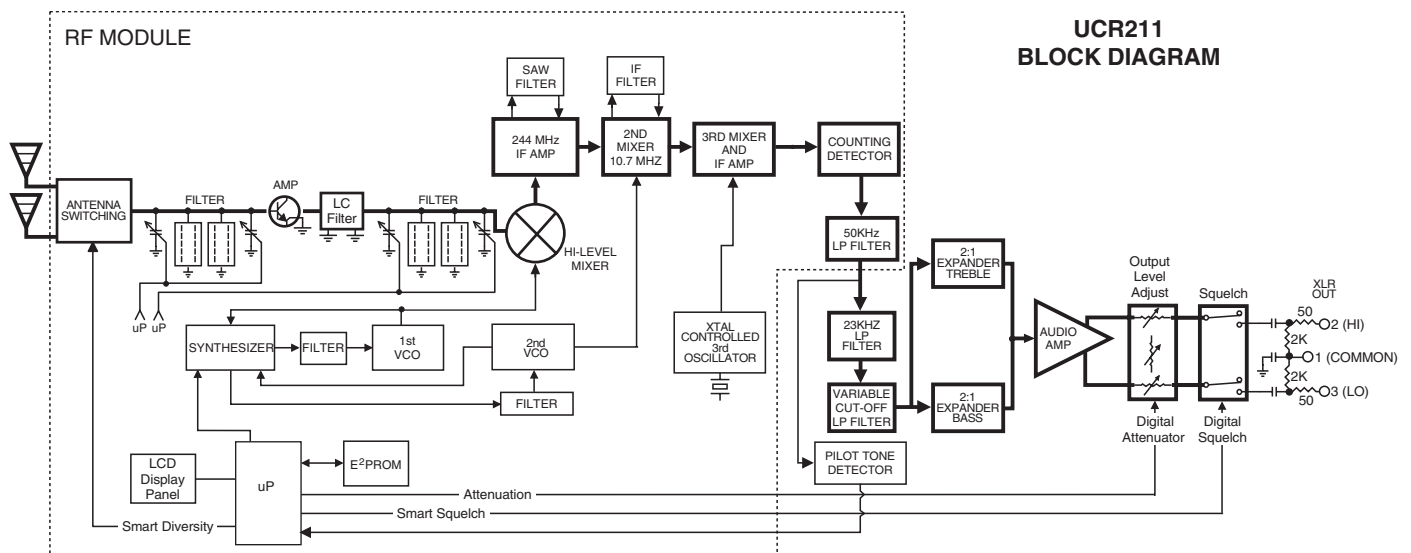 UCR211
BLOCK DIAGRAM
RF MODULE
SAW
FILTER
IF
FILTER
244 MHz
IF AMP
2ND
MIXER
10.7 MHZ
3RD MIXER
AND
IF AMP
COUNTING
DETECTOR
ANTENNA
SWITCHING
FILTER
AMP
LC
Filter
FILTER
HI-LEVEL
MIXER
50KHz
LP FILTER
2:1
EXPANDER
TREBLE
Output
Level
Adjust
Squelch
XLR
OUT
uP uP
SYNTHESIZER
FILTER
1st
VCO
2nd
VCO
FILTER
XTAL
CONTROLLED
3rd
OSCILLATOR
23KHZ
LP
FILTER
AUDIO
AMP
50
2 (HI)
2K
1 (COMMON)
2K
3 (LO)
50
VARIABLE
CUT-OFF
LP FILTER
2:1
EXPANDER
BASS
Digital
Attenuator
Digital
Squelch
PILOT TONE
DETECTOR
LCD
Display
Panel
uP
E²PROM
Attenuation
Smart Squelch
Smart Diversity